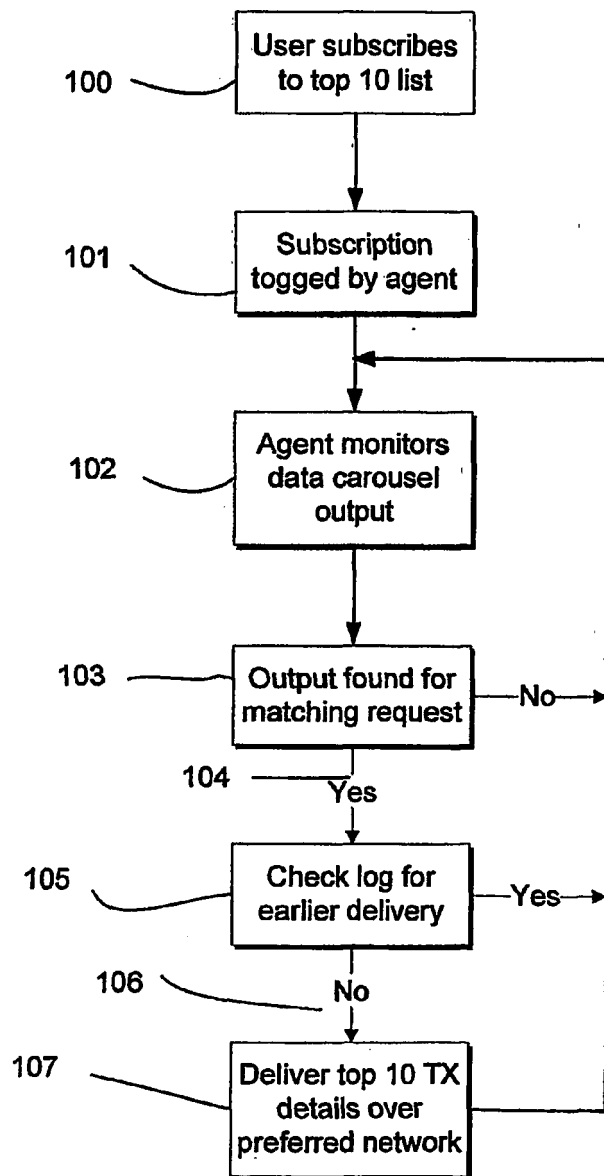 User subscribes
to top 10 list
100
Subscription
togged by agent
101
Agent monitors
data carousel
output
102
103
Output found for
matching request
No
104
Yes
105
Check log for
earlier delivery
Yes
106
No
107
Deliver top 10 TX
details over
preferred network